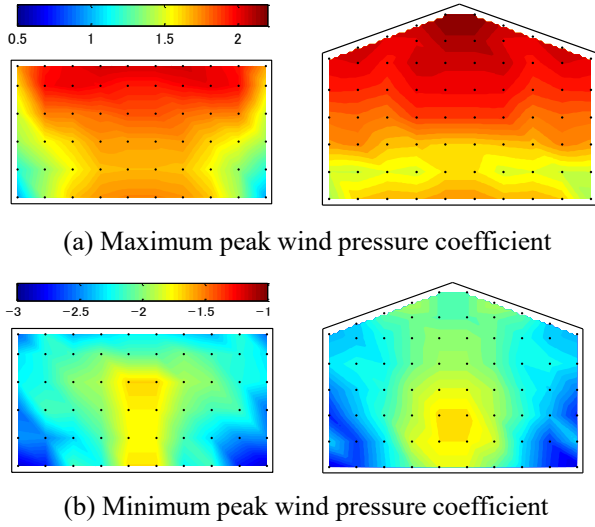 0.5 1 1.5 2
(a) Maximum peak wind pressure coefficient
−3 −2.5 −2 −1.5 −1
(b) Minimum peak wind pressure coefficient